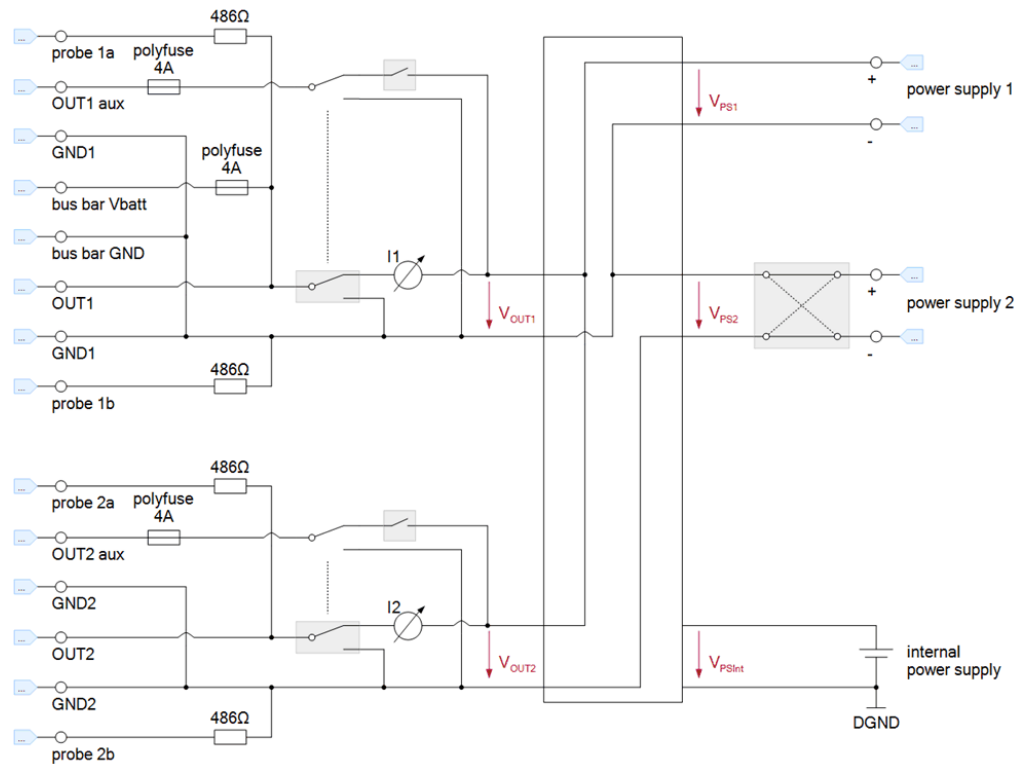 486Ω
...
probe 1a
polyfuse
4A
...
OUT1 aux
...
GND1
polyfuse
4A
...
bus bar Vbatt
...
bus bar GND
...
OUT1
I1
...
GND1
486Ω
...
probe 1b
VOUT1
...
+
power supply 1
VPS1
...
-
...
+
power supply 2
VPS2
...
-
486Ω
...
probe 2a
polyfuse
4A
...
OUT2 aux
...
GND2
I2
...
OUT2
...
GND2
486Ω
...
probe 2b
VOUT2
VPSInt
internal
power supply
DGND